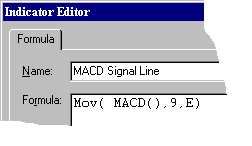 Indicator Editor
Formula
Name: MACD Signal Line
Formula: Mov( MACD(),9,E)